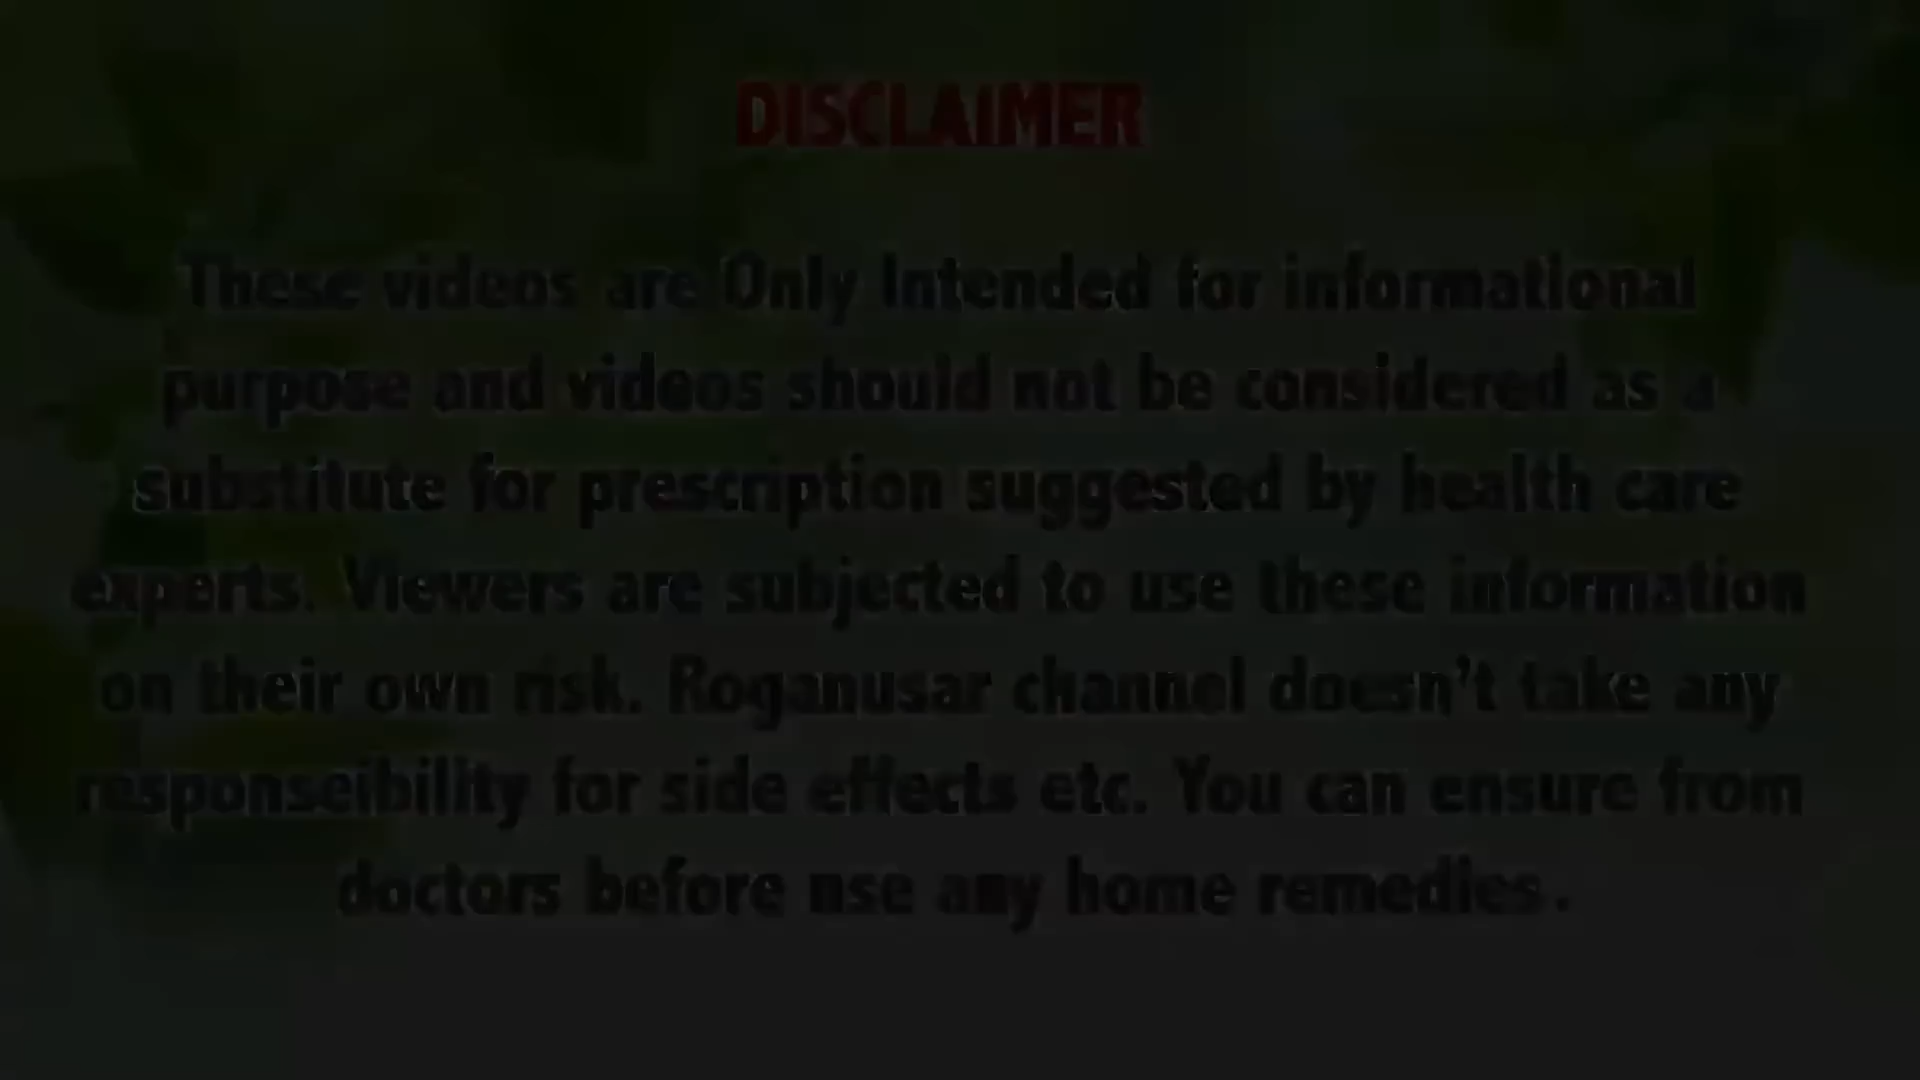 DISCLAIMER
These videos are Only Intended for informational
purpose and videos should not be considered as a
substitute for prescription suggested by health care
experts. Viewers are subjected to use these information
on their own risk. Roganusar channel doesn't take any
responseibility for side effects etc. You can ensure from
doctors before use any home remedies.